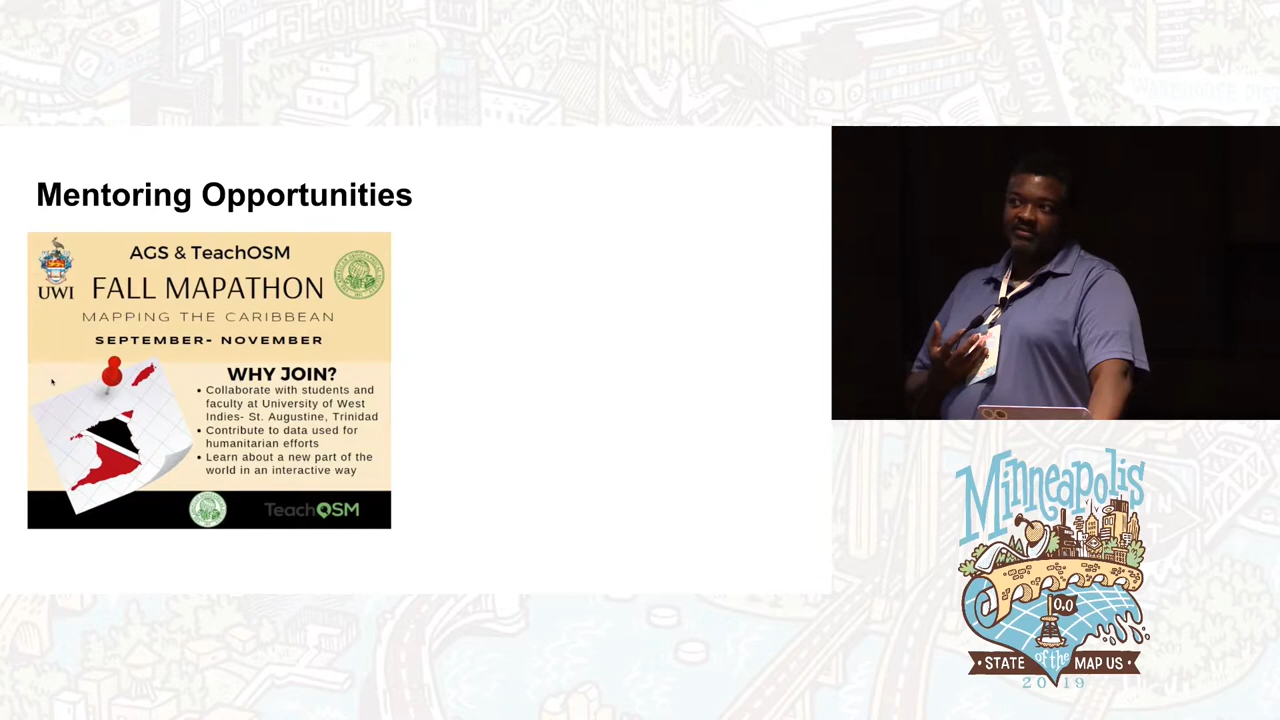 Mentoring Opportunities
AGS & TeachOSM
UWI
FALL MAPATHON
MAPPING THE CARIBBEAN
SEPTEMBER- NOVEMBER
WHY JOIN?
• Collaborate with students and
faculty at University of West
Indies- St. Augustine, Trinidad
• Contribute to data used for
humanitarian efforts
• Learn about a new part of the
world in an interactive way
TeachOSM
Minneapolis
0,0
• STATE of the MAP US •
2019